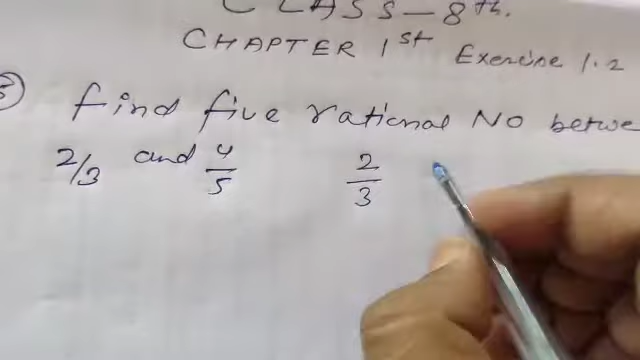 CLASS - 8th.
CHAPTER 1st Exercise 1.2
find five rational No betwe
2/3 and 4/5 2/3